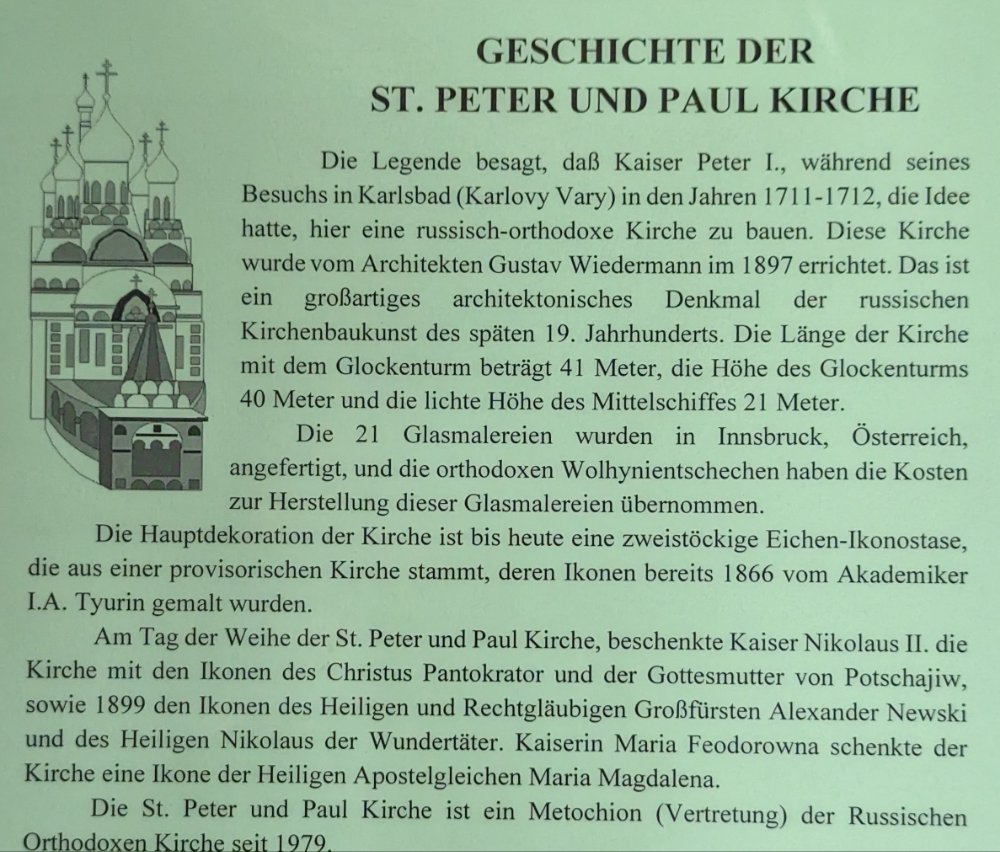 GESCHICHTE DER
ST. PETER UND PAUL KIRCHE
Die Legende besagt, daß Kaiser Peter I., während seines
Besuchs in Karlsbad (Karlovy Vary) in den Jahren 1711-1712, die Idee
hatte, hier eine russisch-orthodoxe Kirche zu bauen. Diese Kirche
wurde vom Architekten Gustav Wiedermann im 1897 errichtet. Das ist
ein großartiges architektonisches Denkmal der russischen
Kirchenbaukunst des späten 19. Jahrhunderts. Die Länge der Kirche
mit dem Glockenturm beträgt 41 Meter, die Höhe des Glockenturms
40 Meter und die lichte Höhe des Mittelschiffes 21 Meter.
Die 21 Glasmalereien wurden in Innsbruck, Österreich,
angefertigt, und die orthodoxen Wolhynientschechen haben die Kosten
zur Herstellung dieser Glasmalereien übernommen.
Die Hauptdekoration der Kirche ist bis heute eine zweistöckige Eichen-Ikonostase,
die aus einer provisorischen Kirche stammt, deren Ikonen bereits 1866 vom Akademiker
I.A. Tyurin gemalt wurden.
Am Tag der Weihe der St. Peter und Paul Kirche, beschenkte Kaiser Nikolaus II. die
Kirche mit den Ikonen des Christus Pantokrator und der Gottesmutter von Potschajiw,
sowie 1899 den Ikonen des Heiligen und Rechtgläubigen Großfürsten Alexander Newski
und des Heiligen Nikolaus der Wundertäter. Kaiserin Maria Feodorowna schenkte der
Kirche eine Ikone der Heiligen Apostelgleichen Maria Magdalena.
Die St. Peter und Paul Kirche ist ein Metochion (Vertretung) der Russischen
Orthodoxen Kirche seit 1979.